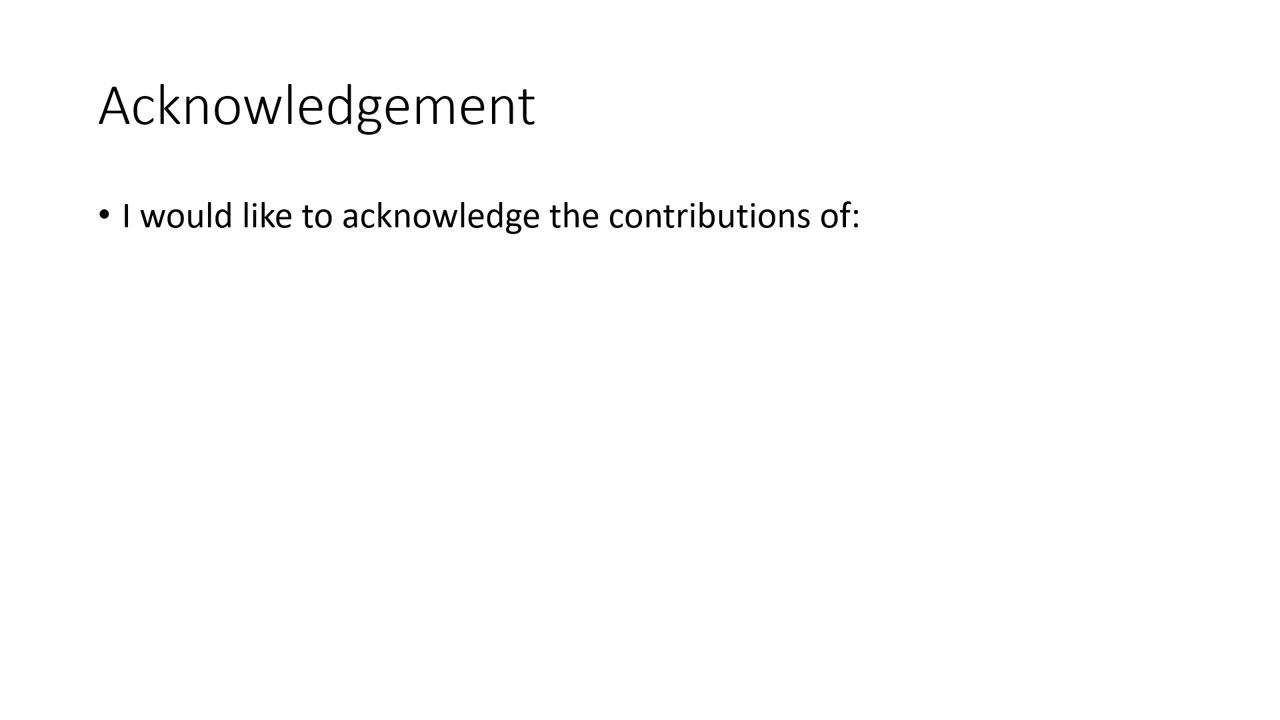 Acknowledgement
• I would like to acknowledge the contributions of: